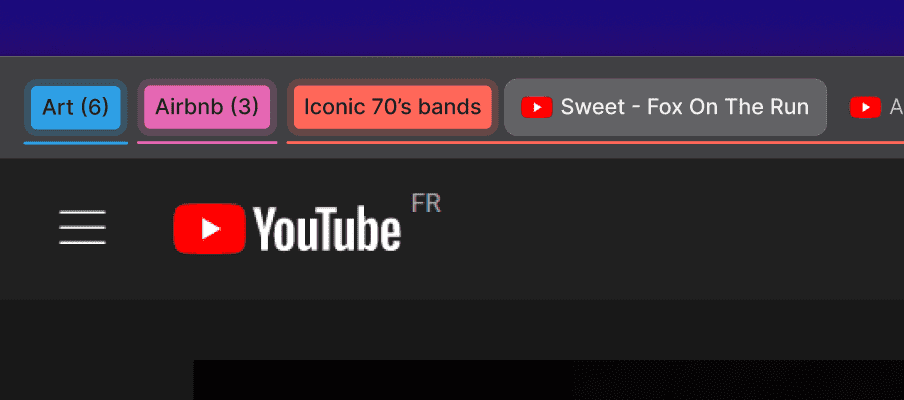 Art (6) Airbnb (3) Iconic 70’s bands Sweet - Fox On The Run A
YouTube FR